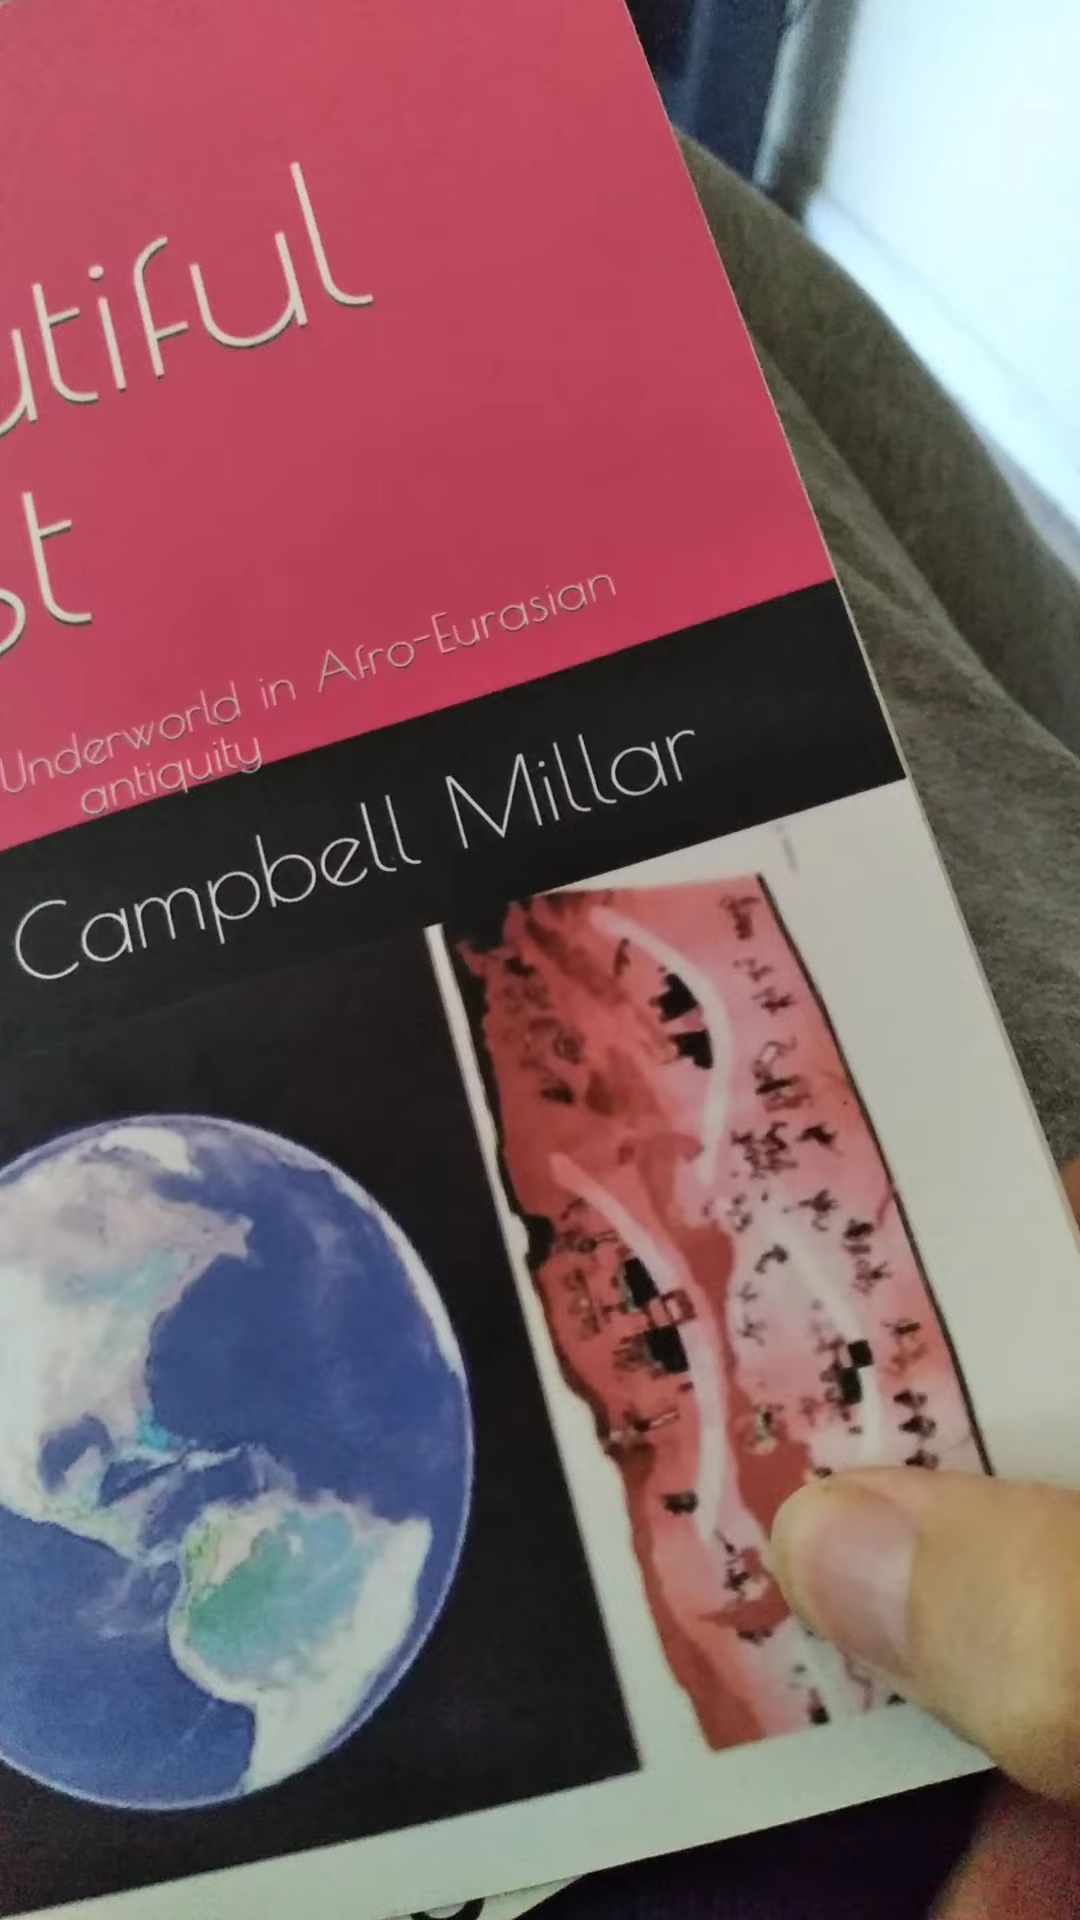 utiful
st
Underworld in Afro-Eurasian
antiquity
Campbell Millar